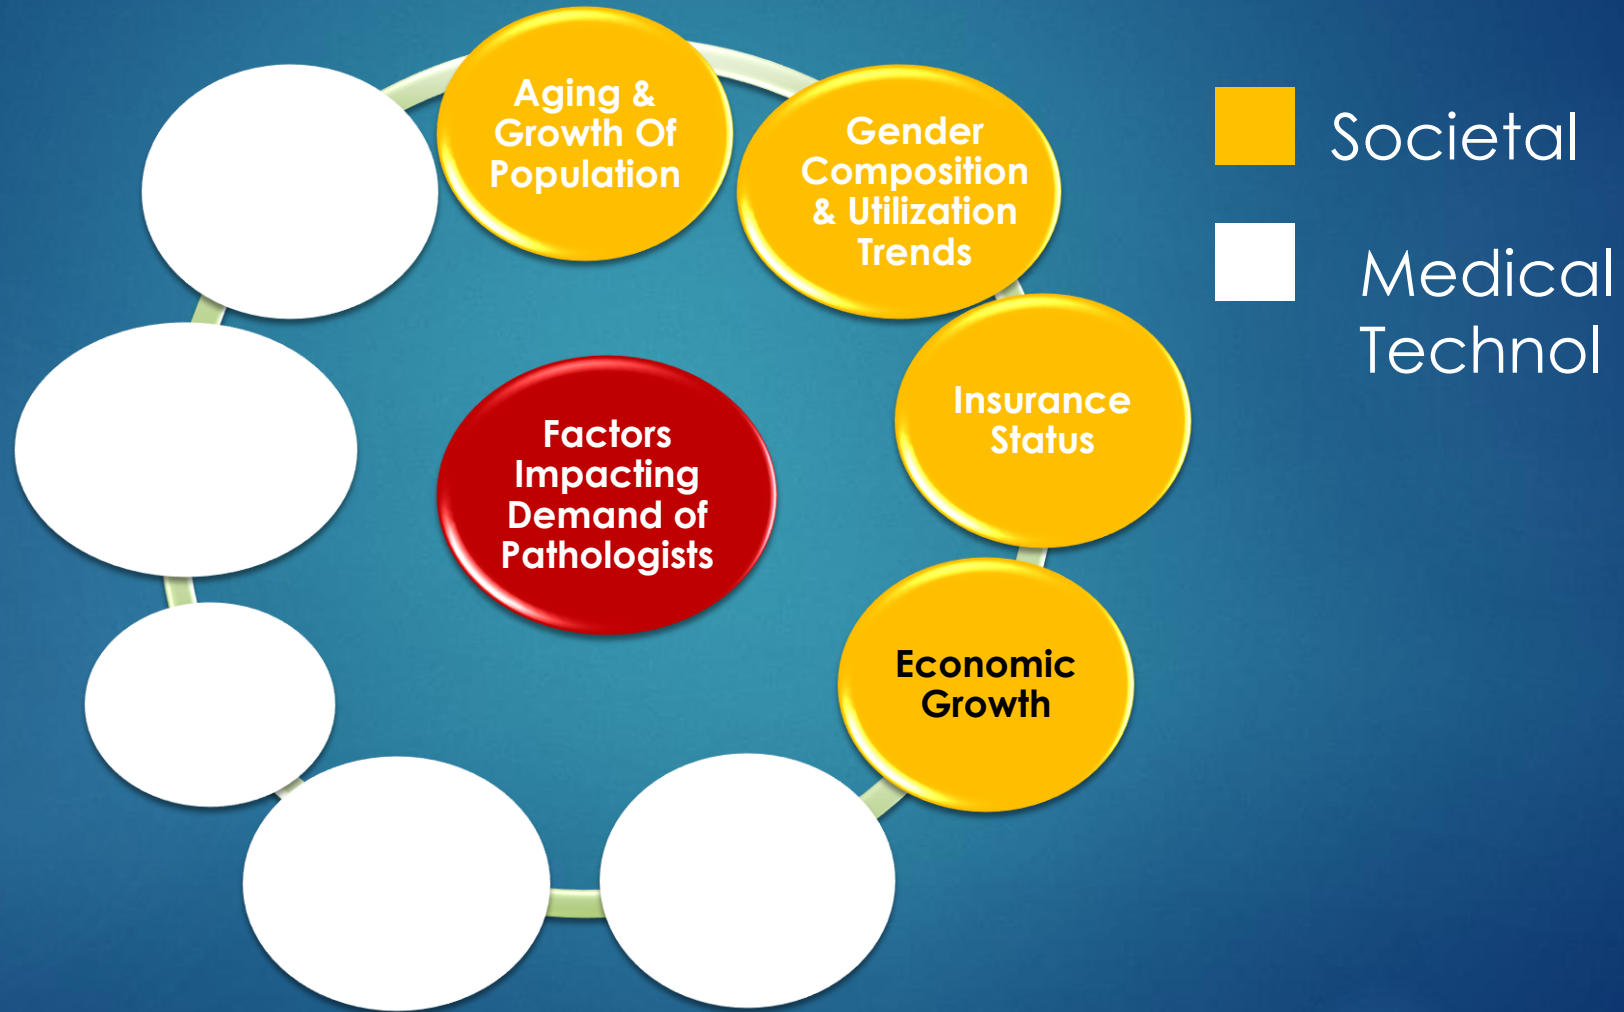 Aging &
Growth Of
Population
Gender
Composition
& Utilization
Trends
Insurance
Status
Economic
Growth
Factors
Impacting
Demand of
Pathologists
Societal
Medical
Technol